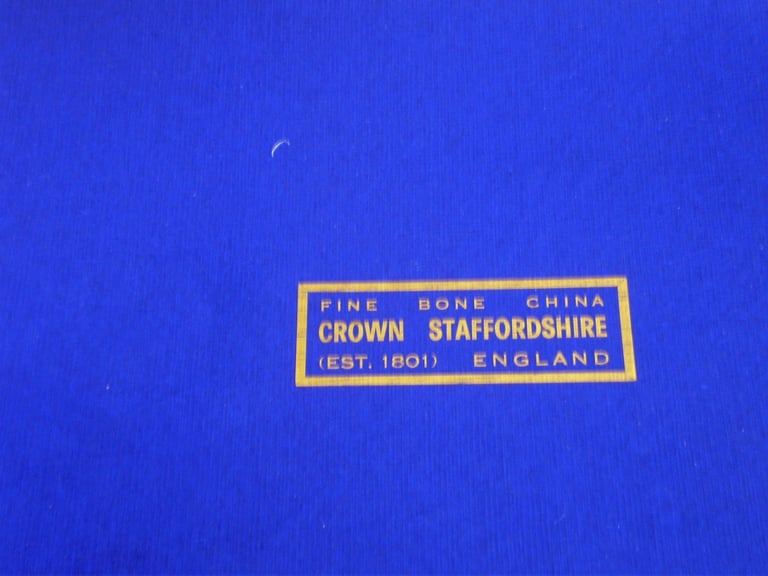 FINE BONE CHINA
CROWN STAFFORDSHIRE
(EST. 1801) ENGLAND